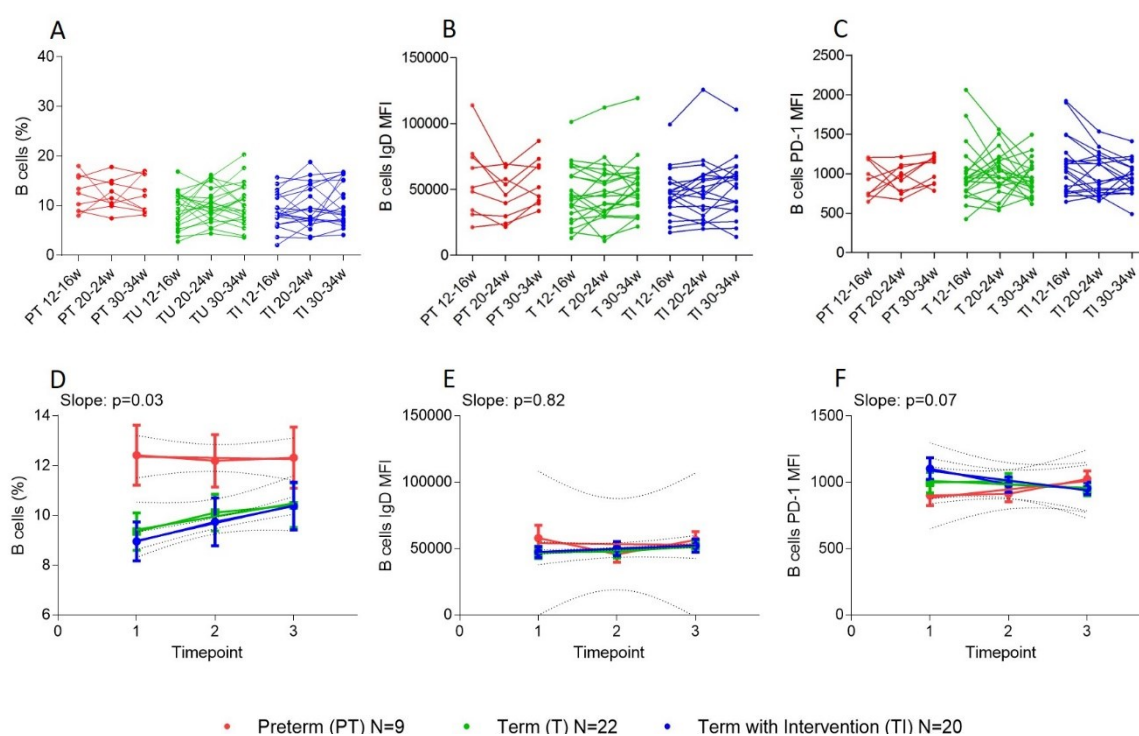 A
B cells (%)
40
30
20
10
0
PT 12-16w
PT 20-24w
PT 30-34w
TU 12-16w
TU 20-24w
TU 30-34w
TI 12-16w
TI 20-24w
TI 30-34w
B
B cells IgD MFI
150000
100000
50000
0
PT 12-16w
PT 20-24w
PT 30-34w
T 12-16w
T 20-24w
T 30-34w
TI 12-16w
TI 20-24w
TI 30-34w
C
B cells PD-1 MFI
2500
2000
1500
1000
500
0
PT 12-16w
PT 20-24w
PT 30-34w
T 12-16w
T 20-24w
T 30-34w
TI 12-16w
TI 20-24w
TI 30-34w
D
Slope: p=0.03
B cells (%)
14
12
10
8
6
0
1
2
3
Timepoint
E
Slope: p=0.82
B cells IgD MFI
150000
100000
50000
0
0
1
2
3
Timepoint
F
Slope: p=0.07
B cells PD-1 MFI
1500
1000
500
0
0
1
2
3
Timepoint
Preterm (PT) N=9
Term (T) N=22
Term with Intervention (TI) N=20